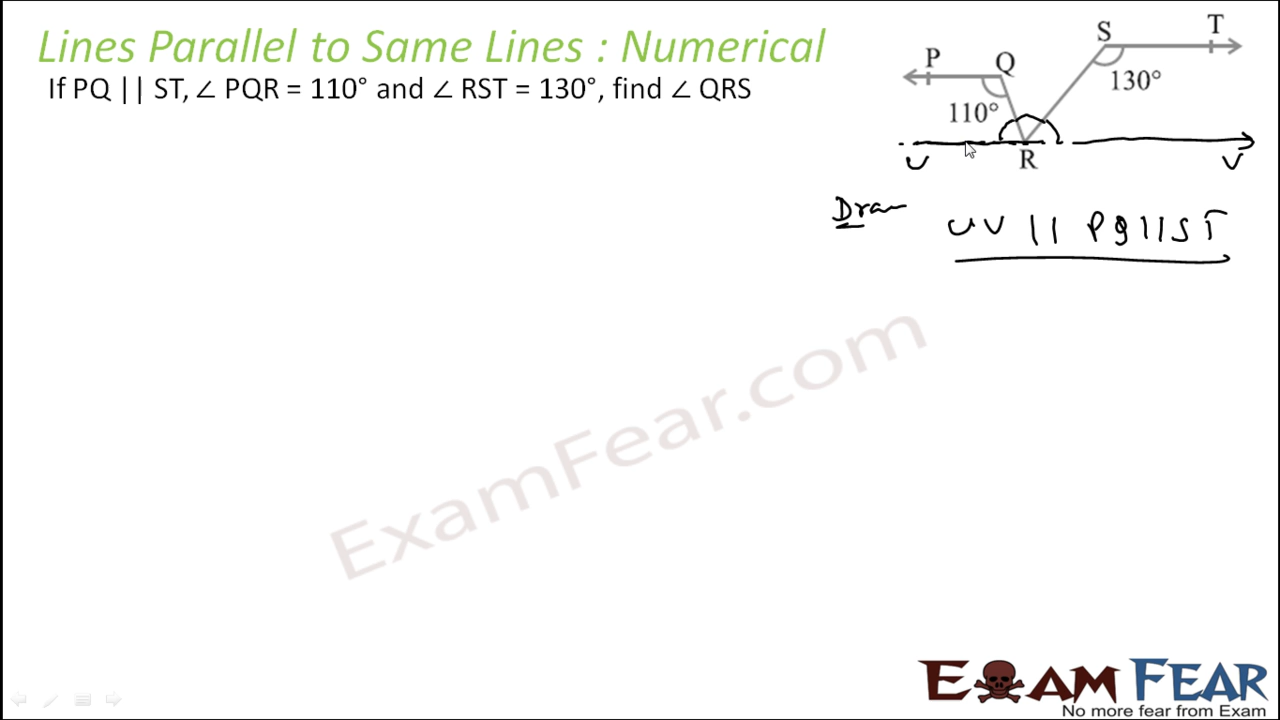 Lines Parallel to Same Lines : Numerical
If PQ || ST, ∠ PQR = 110° and ∠ RST = 130°, find ∠ QRS
P Q S T
110° 130°
R
U V
Draw UV || PQ || ST
ExamFear.com
EXAM FEAR
No more fear from Exam